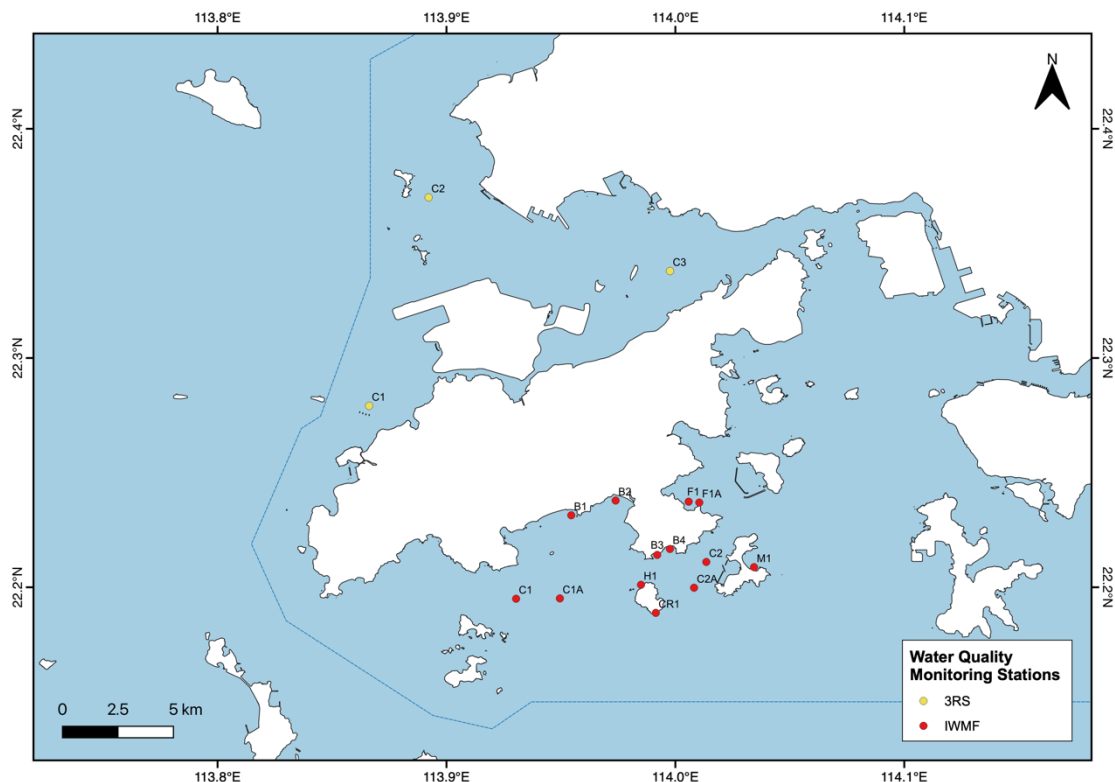 113.8°E 113.9°E 114.0°E 114.1°E
N
22.4°N 22.4°N
C2
C3
22.3°N 22.3°N
C1
F1 F1A
B2
B1
B4
B3
C2
M1
H1
C2A
22.2°N 22.2°N
C1 C1A
CR1
Water Quality
Monitoring Stations
3RS
IWMF
0 2.5 5 km
113.8°E 113.9°E 114.0°E 114.1°E